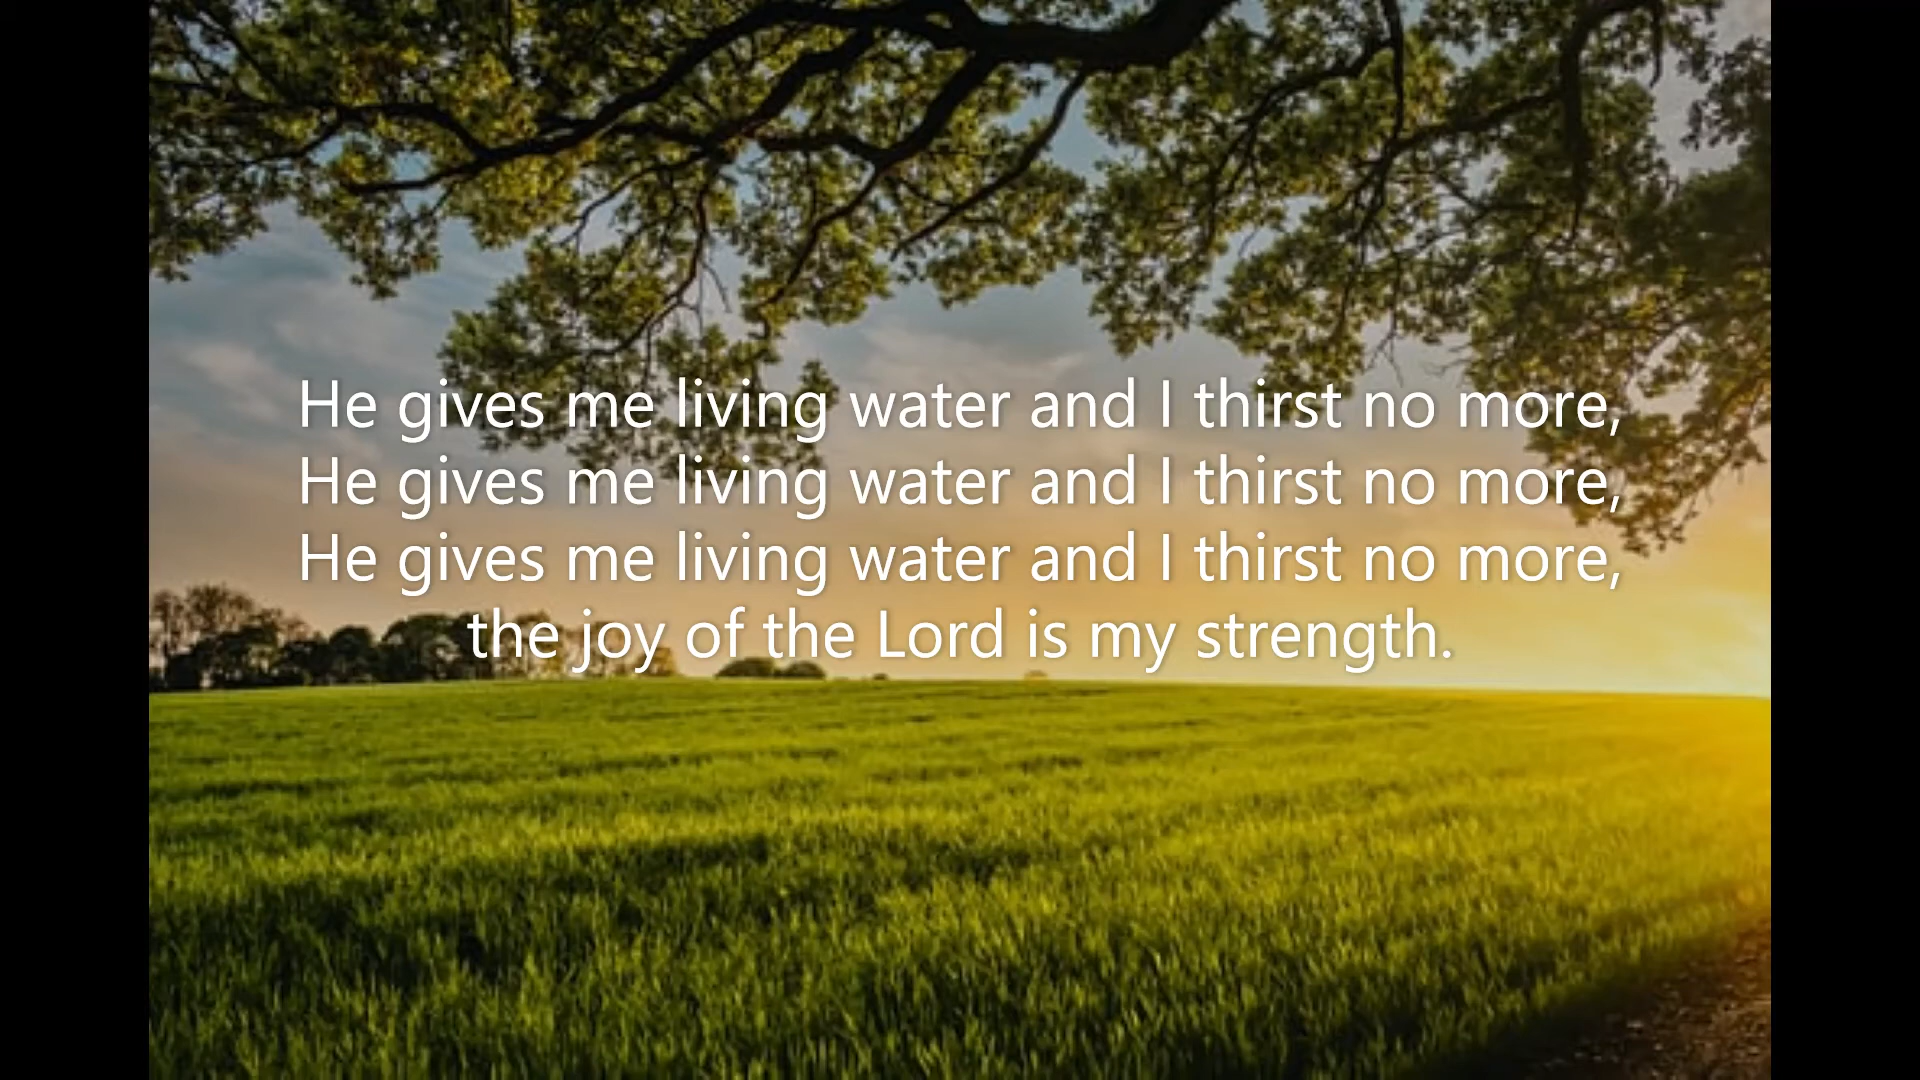 He gives me living water and I thirst no more,
He gives me living water and I thirst no more,
He gives me living water and I thirst no more,
the joy of the Lord is my strength.